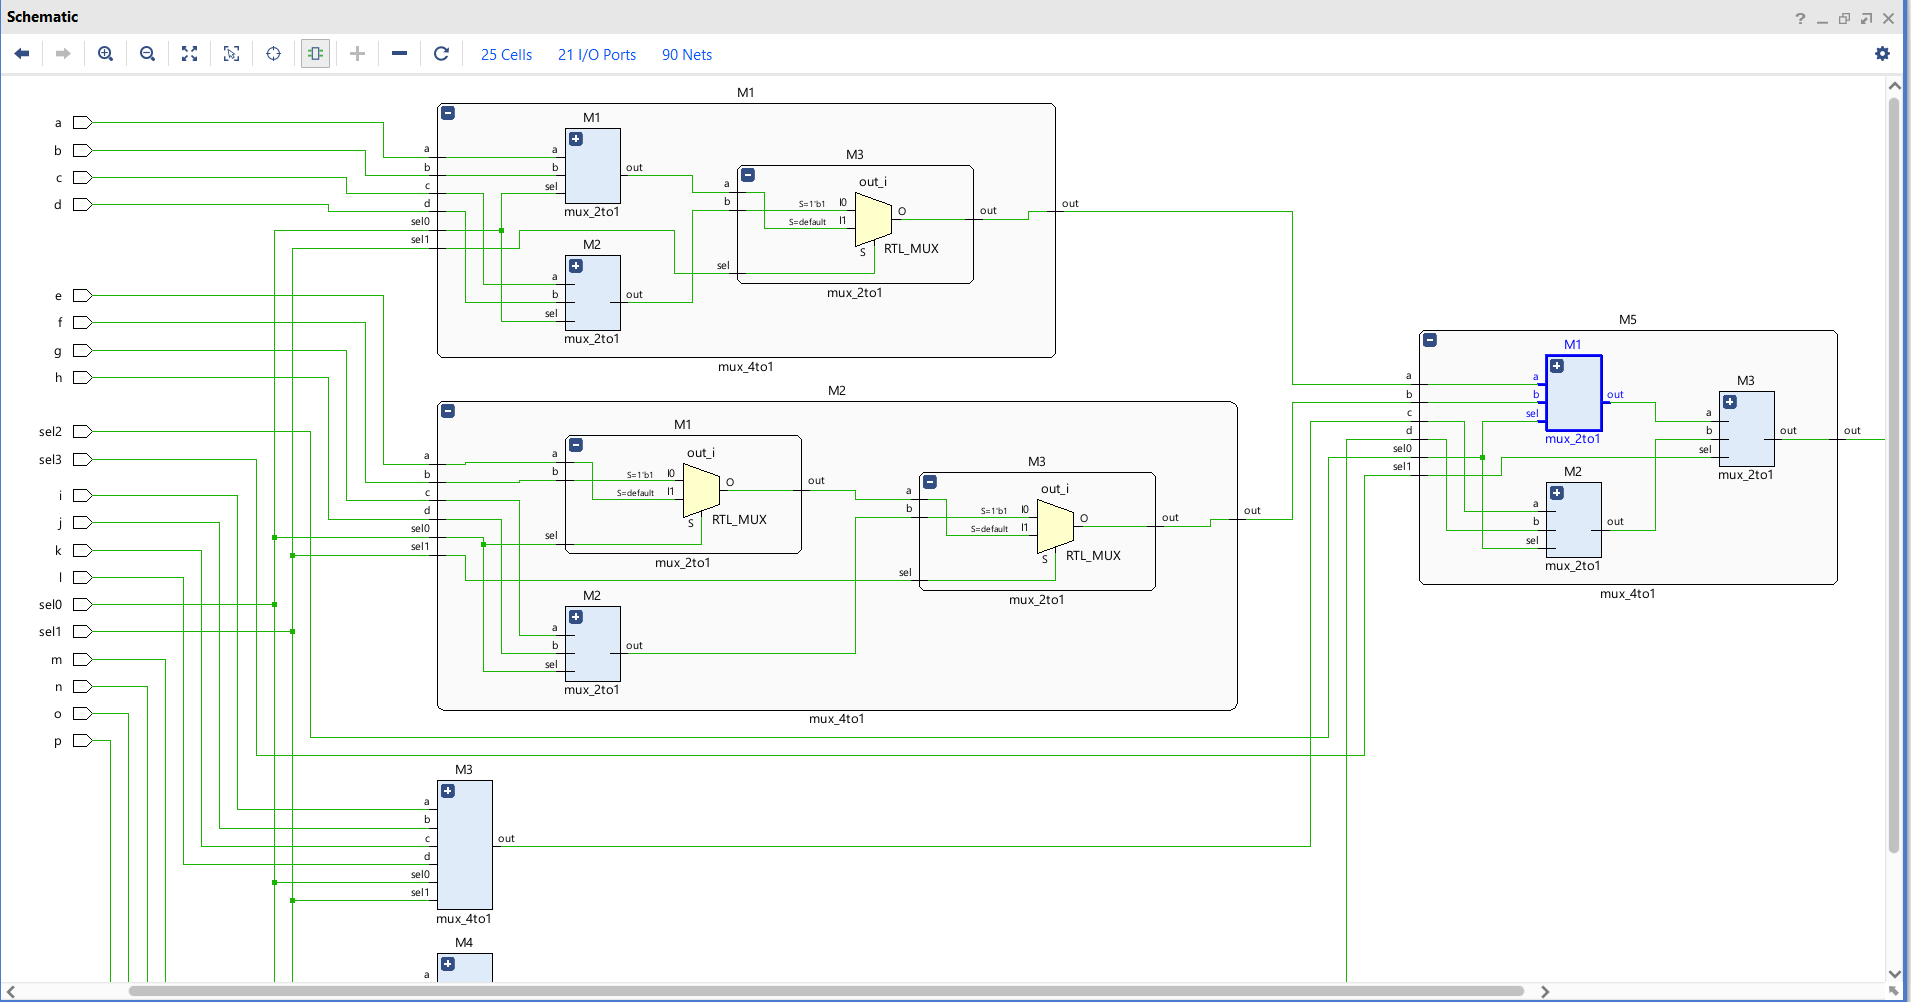 Schematic
25 Cells 21 I/O Ports 90 Nets
a
b
c
d
e
f
g
h
sel2
sel3
i
j
k
l
sel0
sel1
m
n
o
p
M1
a
b
c
d
sel0
sel1
M1
a
b
sel
out
mux_2to1
M2
a
b
sel
out
mux_2to1
M3
a
b
sel
out_i
S=1'b1 I0
S=default I1
O
S
RTL_MUX
out
mux_2to1
out
mux_4to1
M2
a
b
c
d
sel0
sel1
M1
a
b
sel
out_i
S=1'b1 I0
S=default I1
O
S
RTL_MUX
out
mux_2to1
M2
a
b
sel
out
mux_2to1
M3
a
b
sel
out_i
S=1'b1 I0
S=default I1
O
S
RTL_MUX
out
mux_2to1
out
mux_4to1
M3
a
b
c
d
sel0
sel1
out
mux_4to1
M4
a
M5
a
b
c
d
sel0
sel1
M1
a
b
sel
out
mux_2to1
M2
a
b
sel
out
mux_2to1
M3
a
b
sel
out
mux_2to1
out
mux_4to1